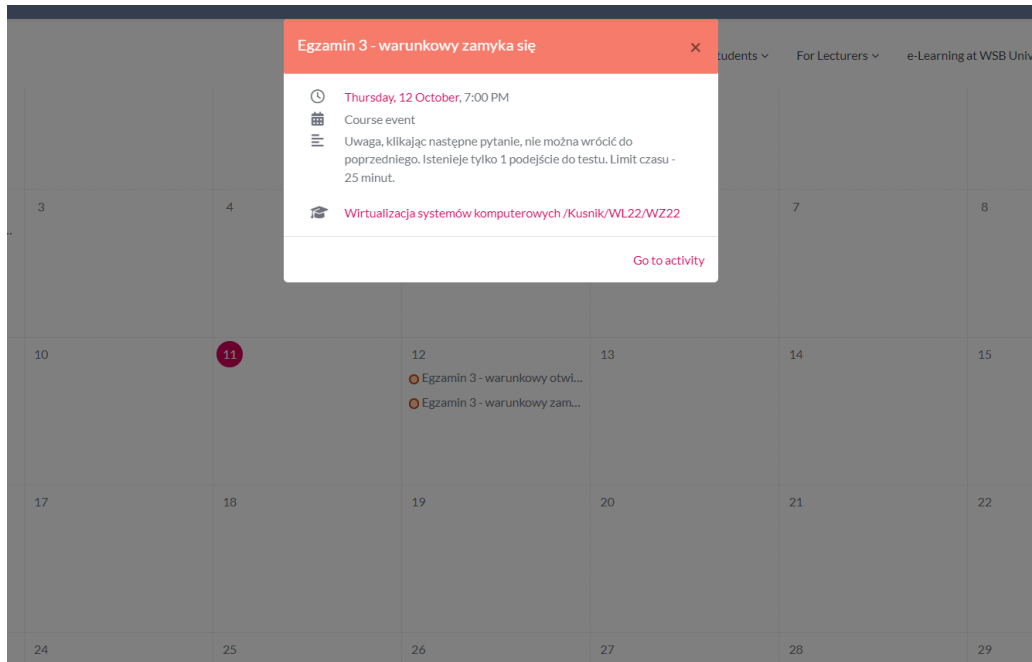 Egzamin 3 - warunkowy zamyka się
×
tudents
For Lecturers
e-Learning at WSB Univ
Thursday, 12 October, 7:00 PM
Course event
Uwaga, klikając następne pytanie, nie można wrócić do
poprzedniego. Istenieje tylko 1 podejście do testu. Limit czasu -
25 minut.
Wirtualizacja systemów komputerowych /Kusnik/WL22/WZ22
Go to activity
3
4
7
8
..
10
11
12
13
14
15
Egzamin 3 - warunkowy otwi...
Egzamin 3 - warunkowy zam...
17
18
19
20
21
22
24
25
26
27
28
29